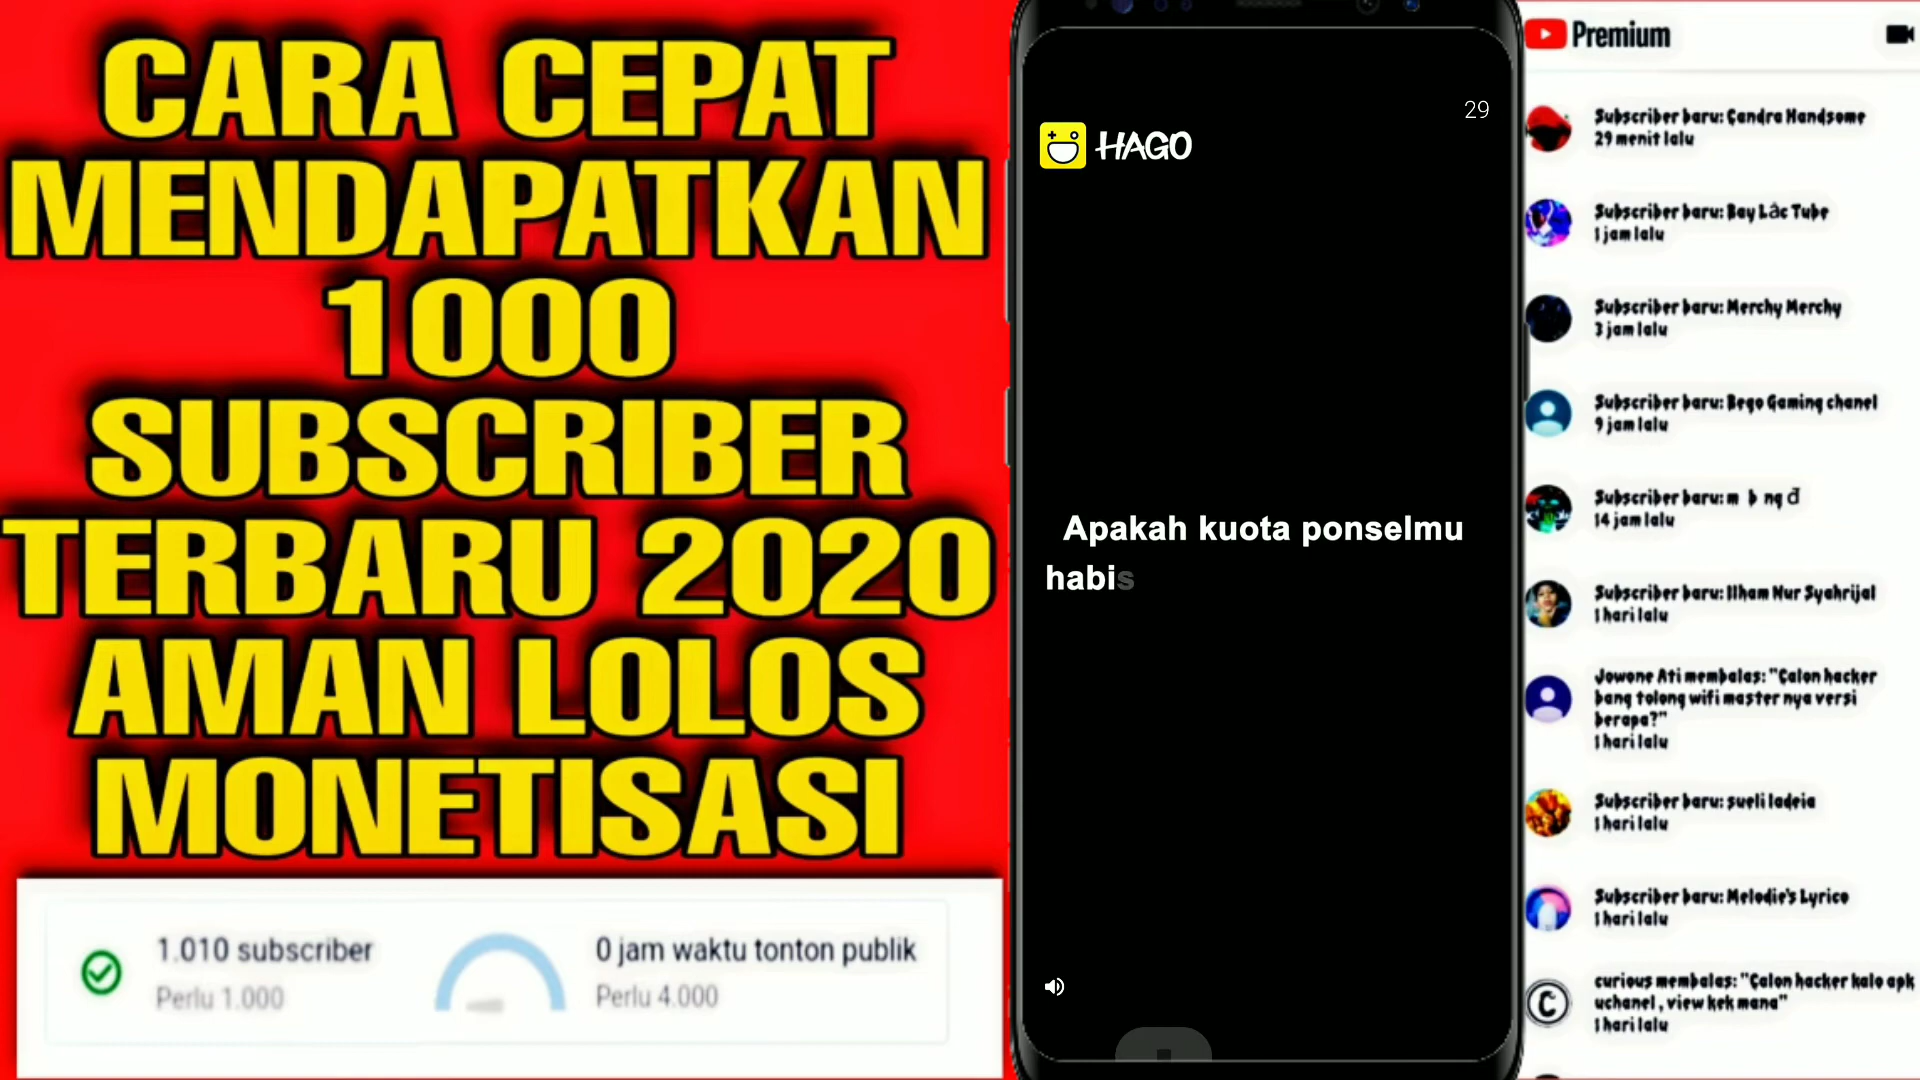 CARA CEPAT
MENDAPATKAN
1000
SUBSCRIBER
TERBARU 2020
AMAN LOLOS
MONETISASI
1.010 subscriber
Perlu 1.000
0 jam waktu tonton publik
Perlu 4.000
29
HAGO
Apakah kuota ponselmu
habis
Premium
Subscriber baru: Candra Handsome
29 menit lalu
Subscriber baru: Bay Lâc Tube
1 jam lalu
Subscriber baru: Merchy Merchy
3 jam lalu
Subscriber baru: Bego Gaming chanel
9 jam lalu
Subscriber baru: m b ng đ
14 jam lalu
Subscriber baru: Ilham Nur Syahrijal
1 hari lalu
Jowone Ati membalas: "Calon hacker
bang tolong wifi master nya versi
berapa?"
1 hari lalu
Subscriber baru: sueli ladeia
1 hari lalu
Subscriber baru: Melodie's Lyrico
1 hari lalu
C
curious membalas: "Calon hacker kalo apk
uchanel, view kek mana"
1 hari lalu